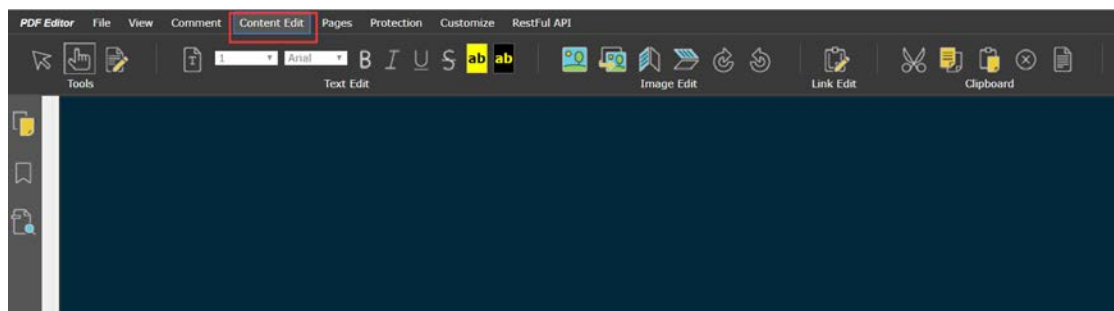 PDF Editor File View Comment Content Edit Pages Protection Customize RestFul API
T 1 Arial B I U S ab ab
Tools Text Edit Image Edit Link Edit Clipboard